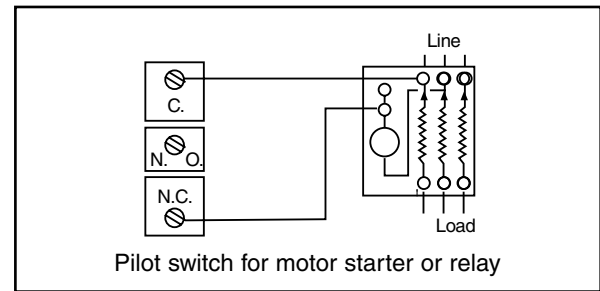 Line
C.
N. O.
N.C.
Load
Pilot switch for motor starter or relay